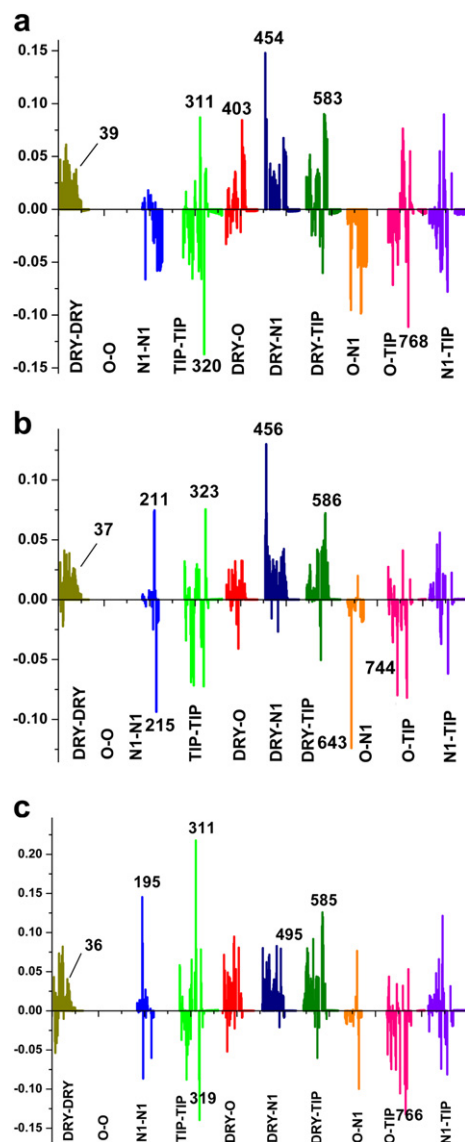 a
0.15
0.10
0.05
0.00
-0.05
-0.10
-0.15
39
311
403
454
583
320
768
DRY-DRY
O-O
N1-N1
TIP-TIP
DRY-O
DRY-N1
DRY-TIP
O-N1
O-TIP
N1-TIP
b
0.10
0.05
0.00
-0.05
-0.10
37
211
323
456
586
215
643
744
DRY-DRY
O-O
N1-N1
TIP-TIP
DRY-O
DRY-N1
DRY-TIP
O-N1
O-TIP
N1-TIP
c
0.20
0.15
0.10
0.05
0.00
-0.05
-0.10
-0.15
36
195
311
495
585
319
766
DRY-DRY
O-O
N1-N1
TIP-TIP
DRY-O
DRY-N1
DRY-TIP
O-N1
O-TIP
N1-TIP